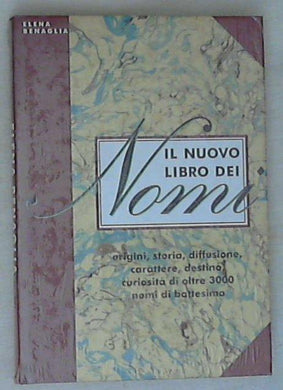 ELENA
BENAGLIA
IL NUOVO
LIBRO DEI
Nomi
origini, storia, diffusione,
carattere, destino,
curiosità di oltre 3000
nomi di battesimo